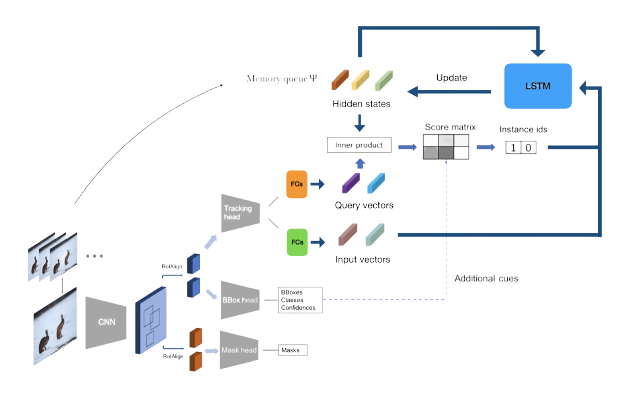 Memory queue Ψ
Hidden states
Update
LSTM
Inner product
Score matrix
Instance ids
1 0
FCs
Query vectors
Tracking
head
FCs
Input vectors
RoIAlign
Additional cues
BBox head
BBoxes
Classes
Confidences
CNN
RoIAlign
Mask head
Masks